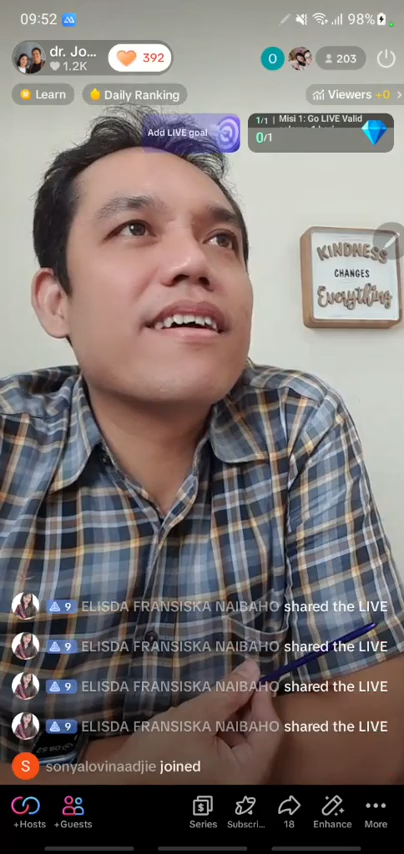 09:52
98%
dr. Jo...
1.2K
392
0
203
Learn
Daily Ranking
Viewers +0 >
Add LIVE goal
1/1 | Misi 1: Go LIVE Valid
0/1
KINDNESS
CHANGES
Everything
9 ELISDA FRANSISKA NAIBAHO shared the LIVE
9 ELISDA FRANSISKA NAIBAHO shared the LIVE
9 ELISDA FRANSISKA NAIBAHO shared the LIVE
9 ELISDA FRANSISKA NAIBAHO shared the LIVE
S sonyalovinaadjie joined
+Hosts
+Guests
Series
Subscri...
18
Enhance
More